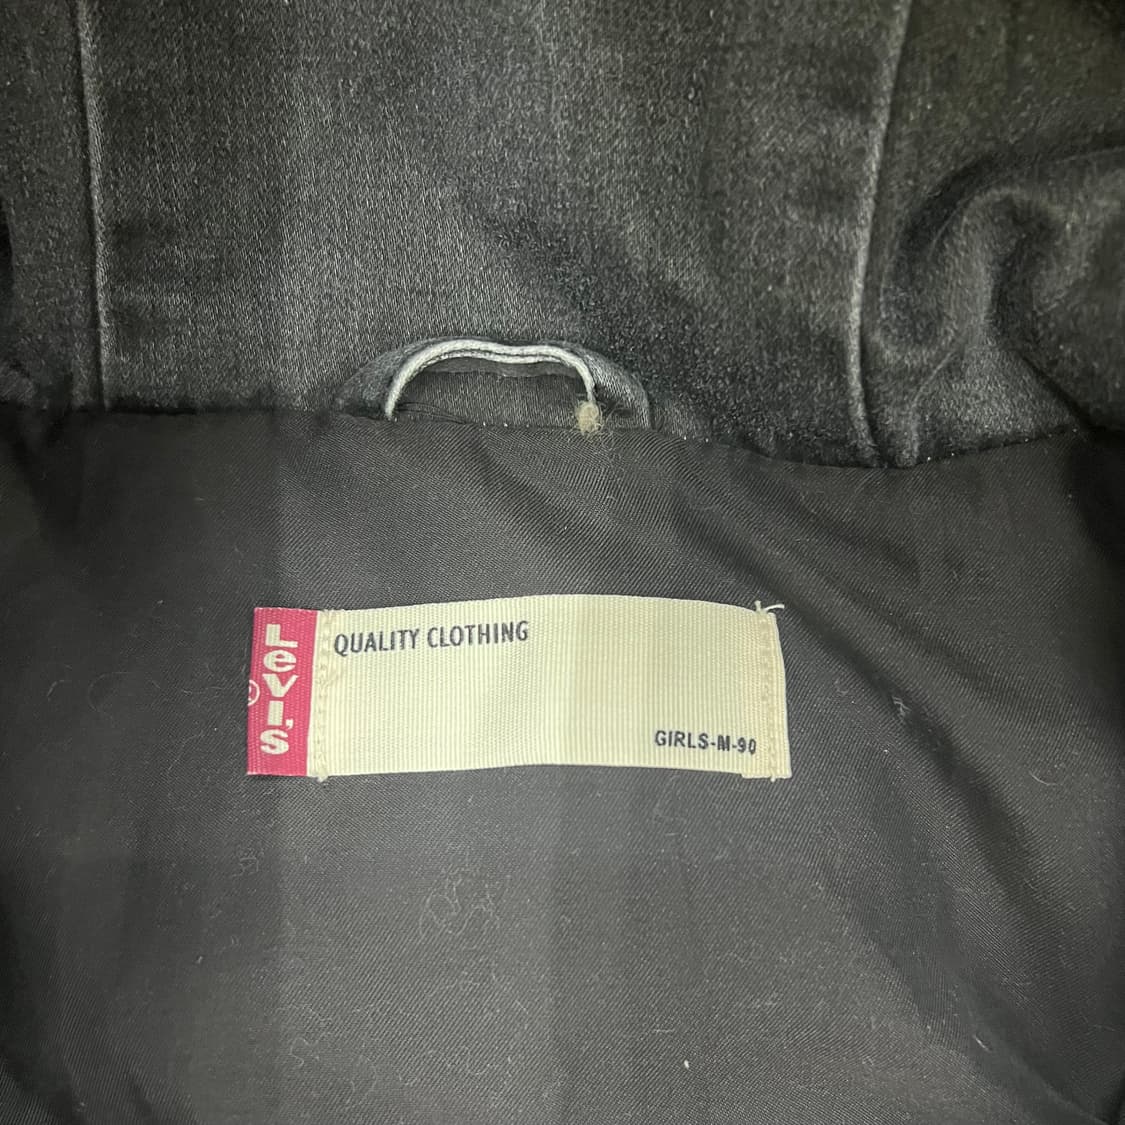 Levi's
®
QUALITY CLOTHING
GIRLS-M-90